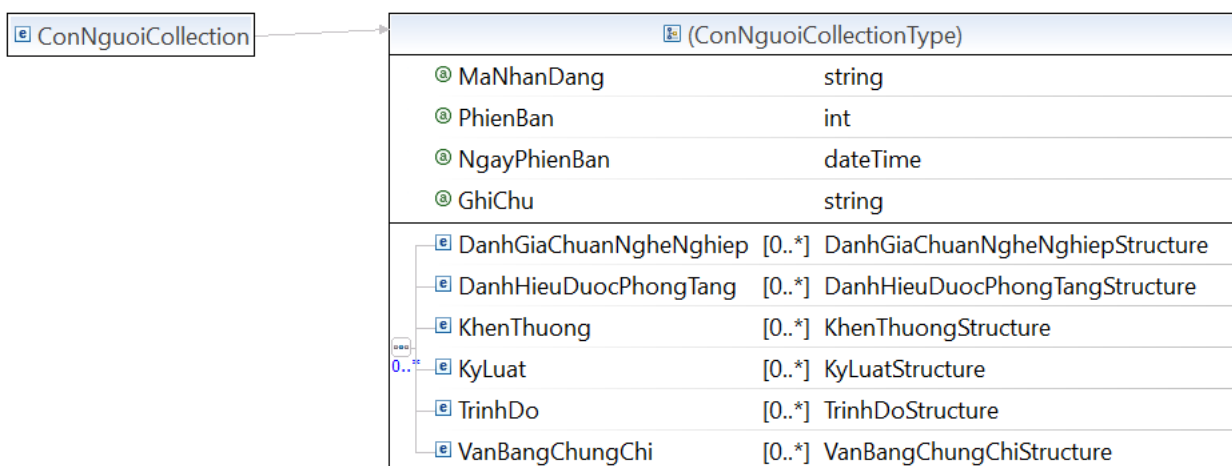 ConNguoiCollection
(ConNguoiCollectionType)
MaNhanDang string
PhienBan int
NgayPhienBan dateTime
GhiChu string
DanhGiaChuanNgheNghiep [0..*] DanhGiaChuanNgheNghiepStructure
DanhHieuDuocPhongTang [0..*] DanhHieuDuocPhongTangStructure
KhenThuong [0..*] KhenThuongStructure
0..* KyLuat [0..*] KyLuatStructure
TrinhDo [0..*] TrinhDoStructure
VanBangChungChi [0..*] VanBangChungChiStructure